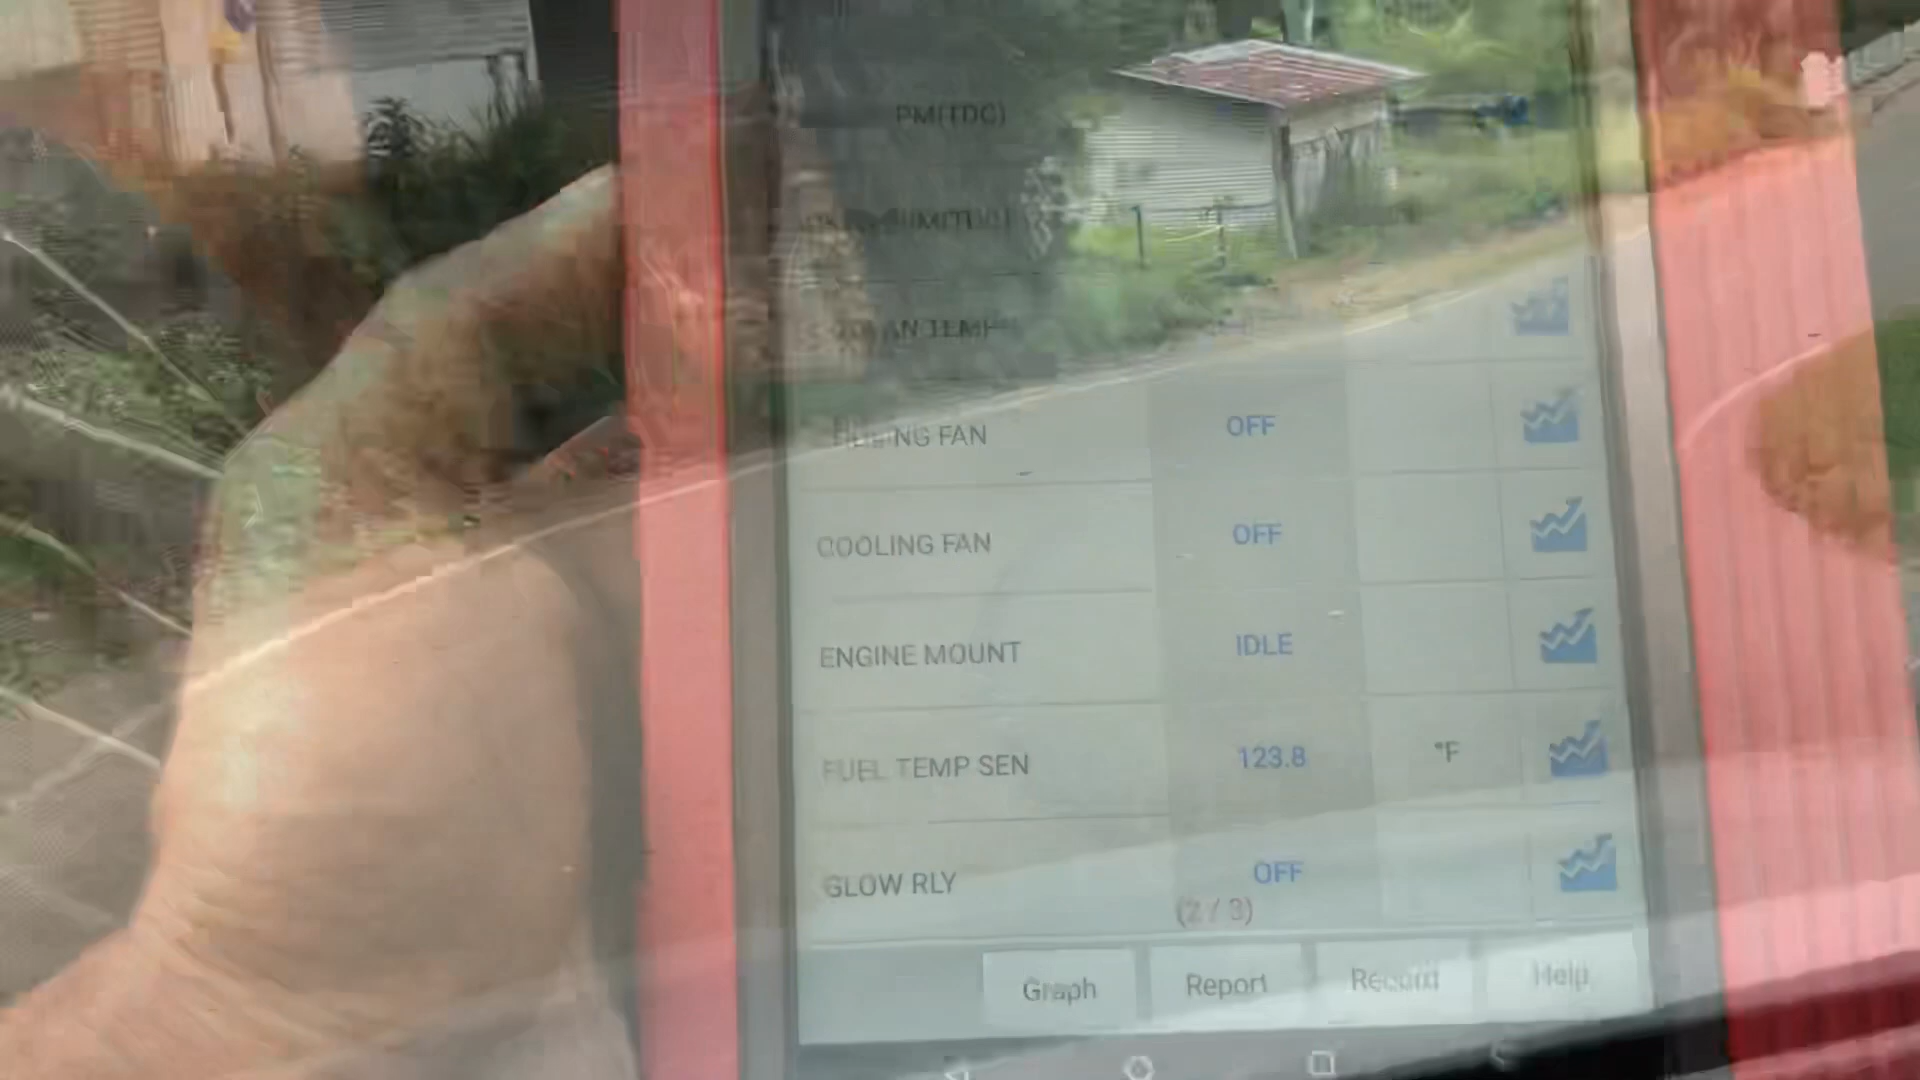 PM(TDC)
FAN OFF
COOLING FAN OFF
ENGINE MOUNT IDLE
FUEL TEMP SEN 123.8 °F
GLOW RLY OFF
(2 / 3)
Graph Report Record Help